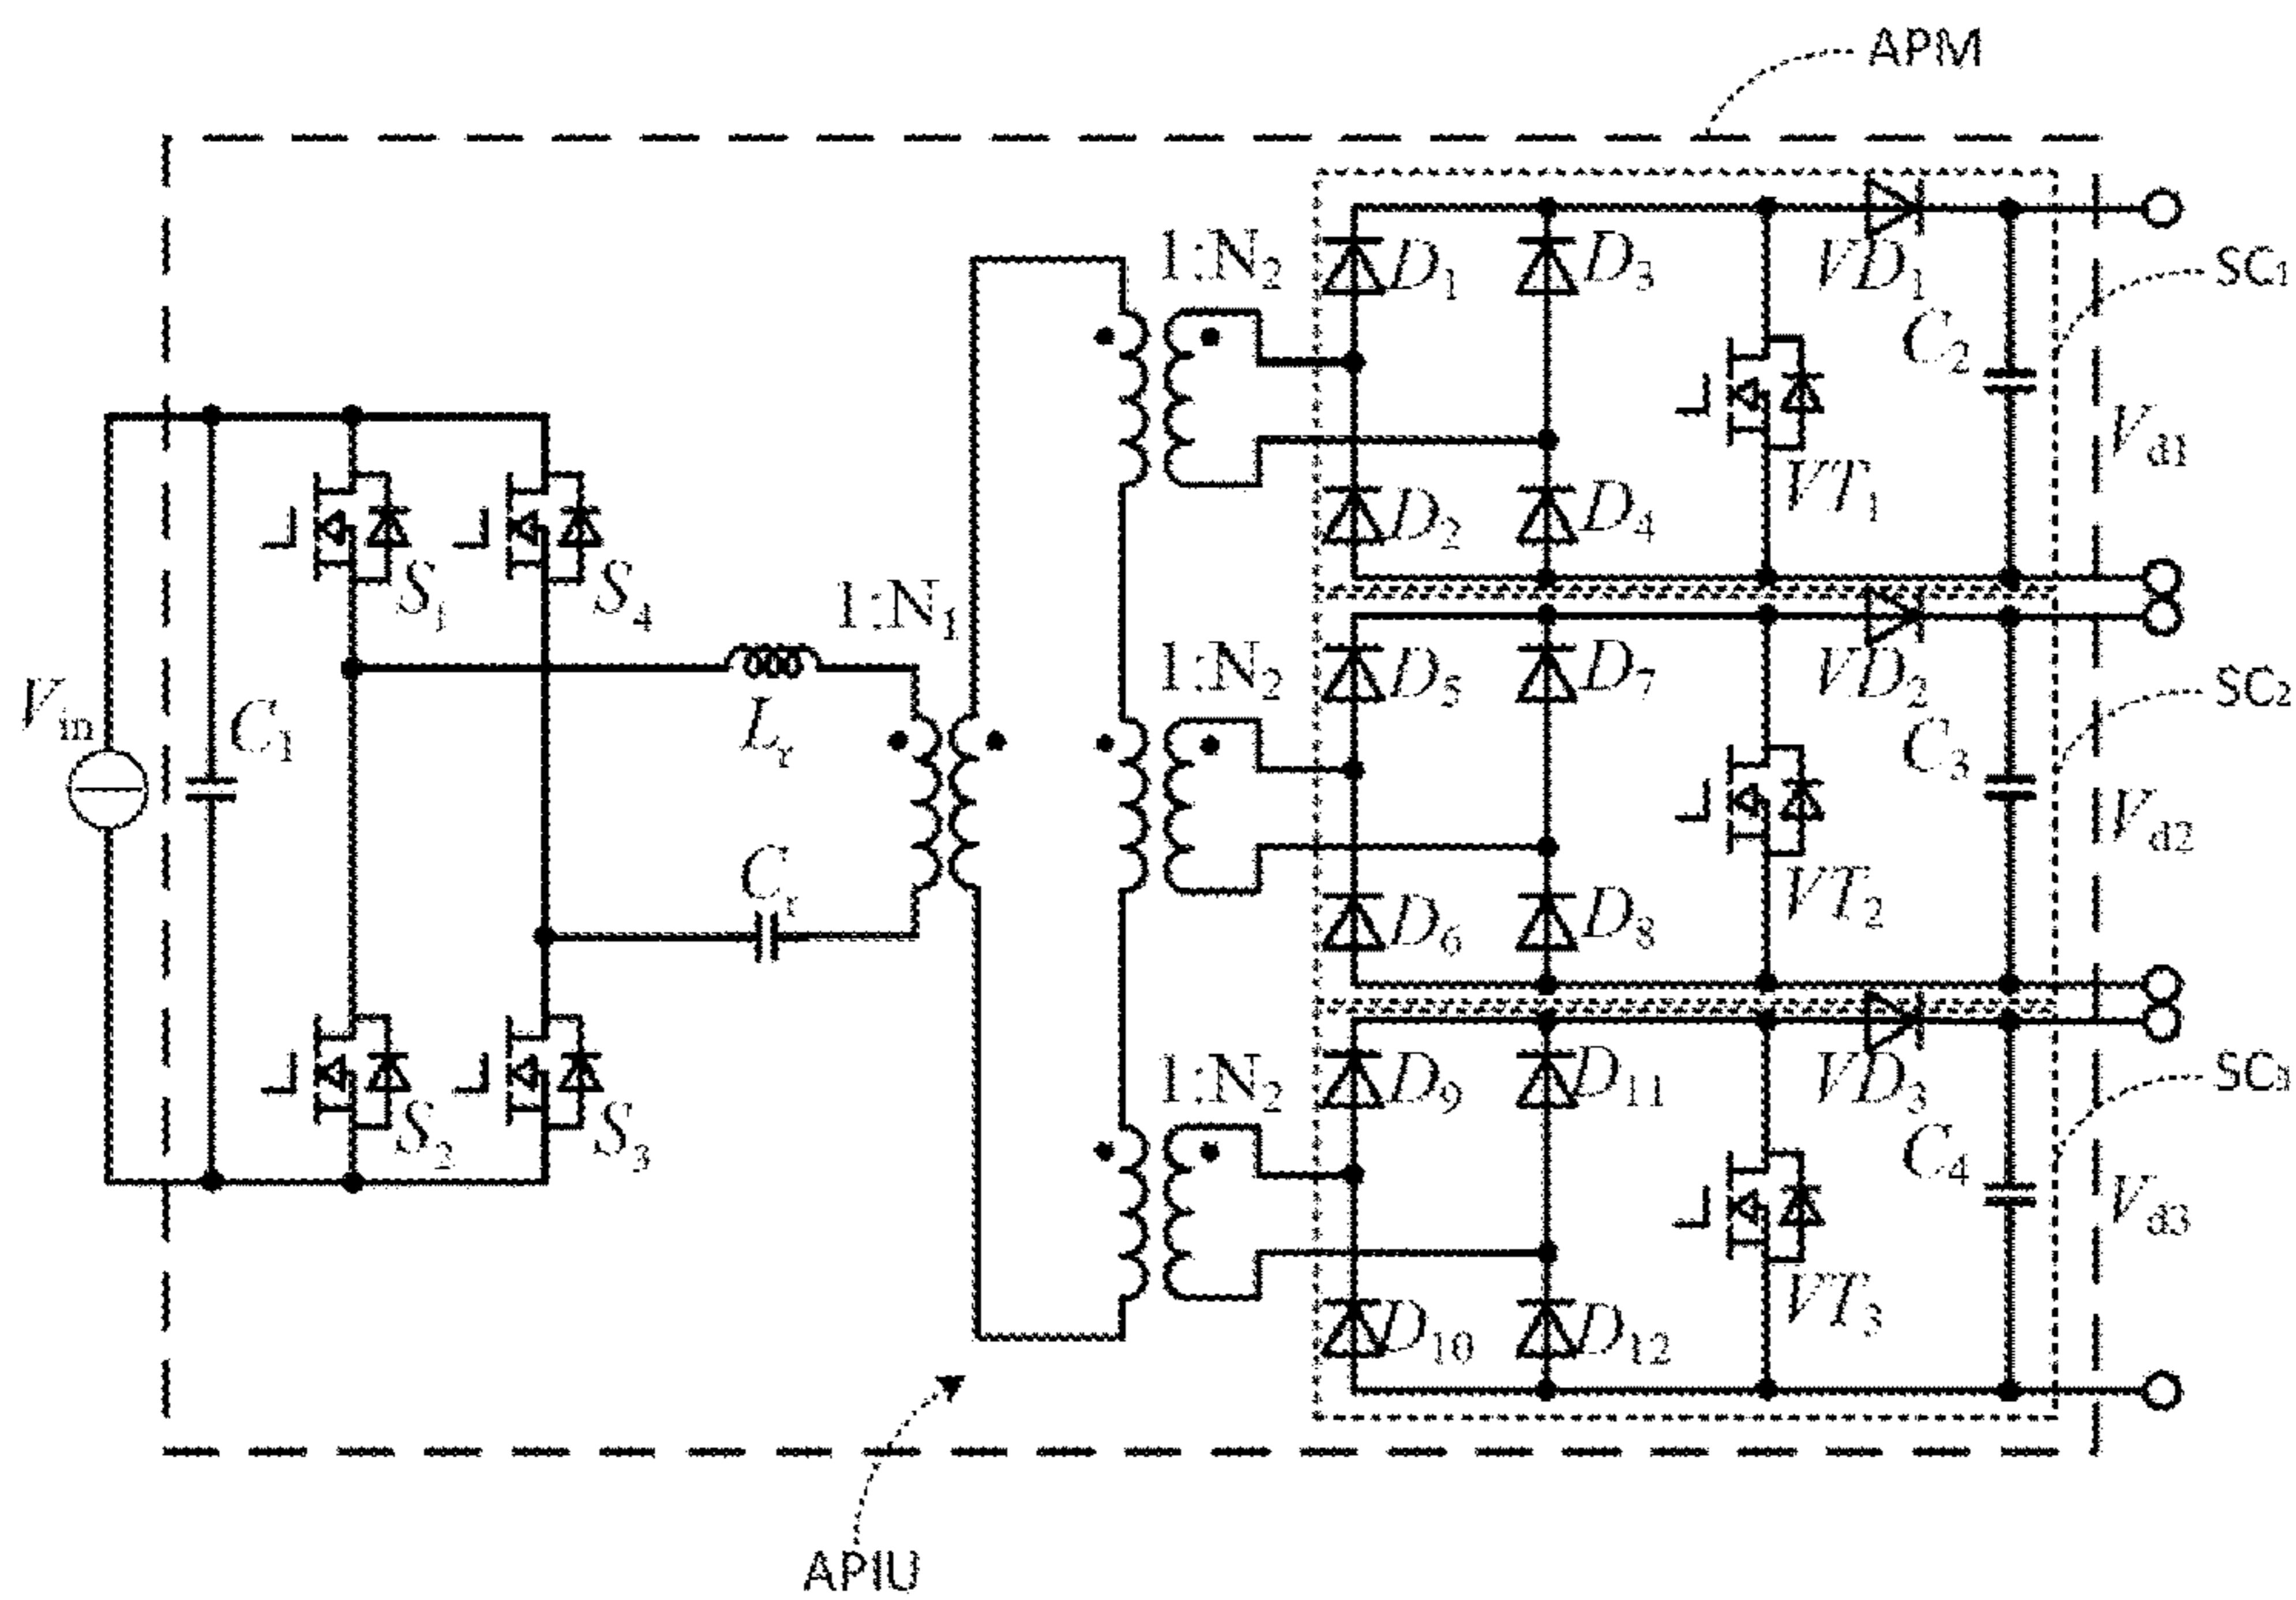 APM
1:N2
D1
D3
VD1
SC1
C2
Vd1
VT1
D2
D4
S1
S4
1:N1
1:N2
D5
D7
VD2
SC2
Vin
C1
Lr
C3
Vd2
Cr
VT2
D6
D8
1:N2
D9
D11
VD3
SC3
S2
S3
C4
Vd3
VT3
D10
D12
APIU